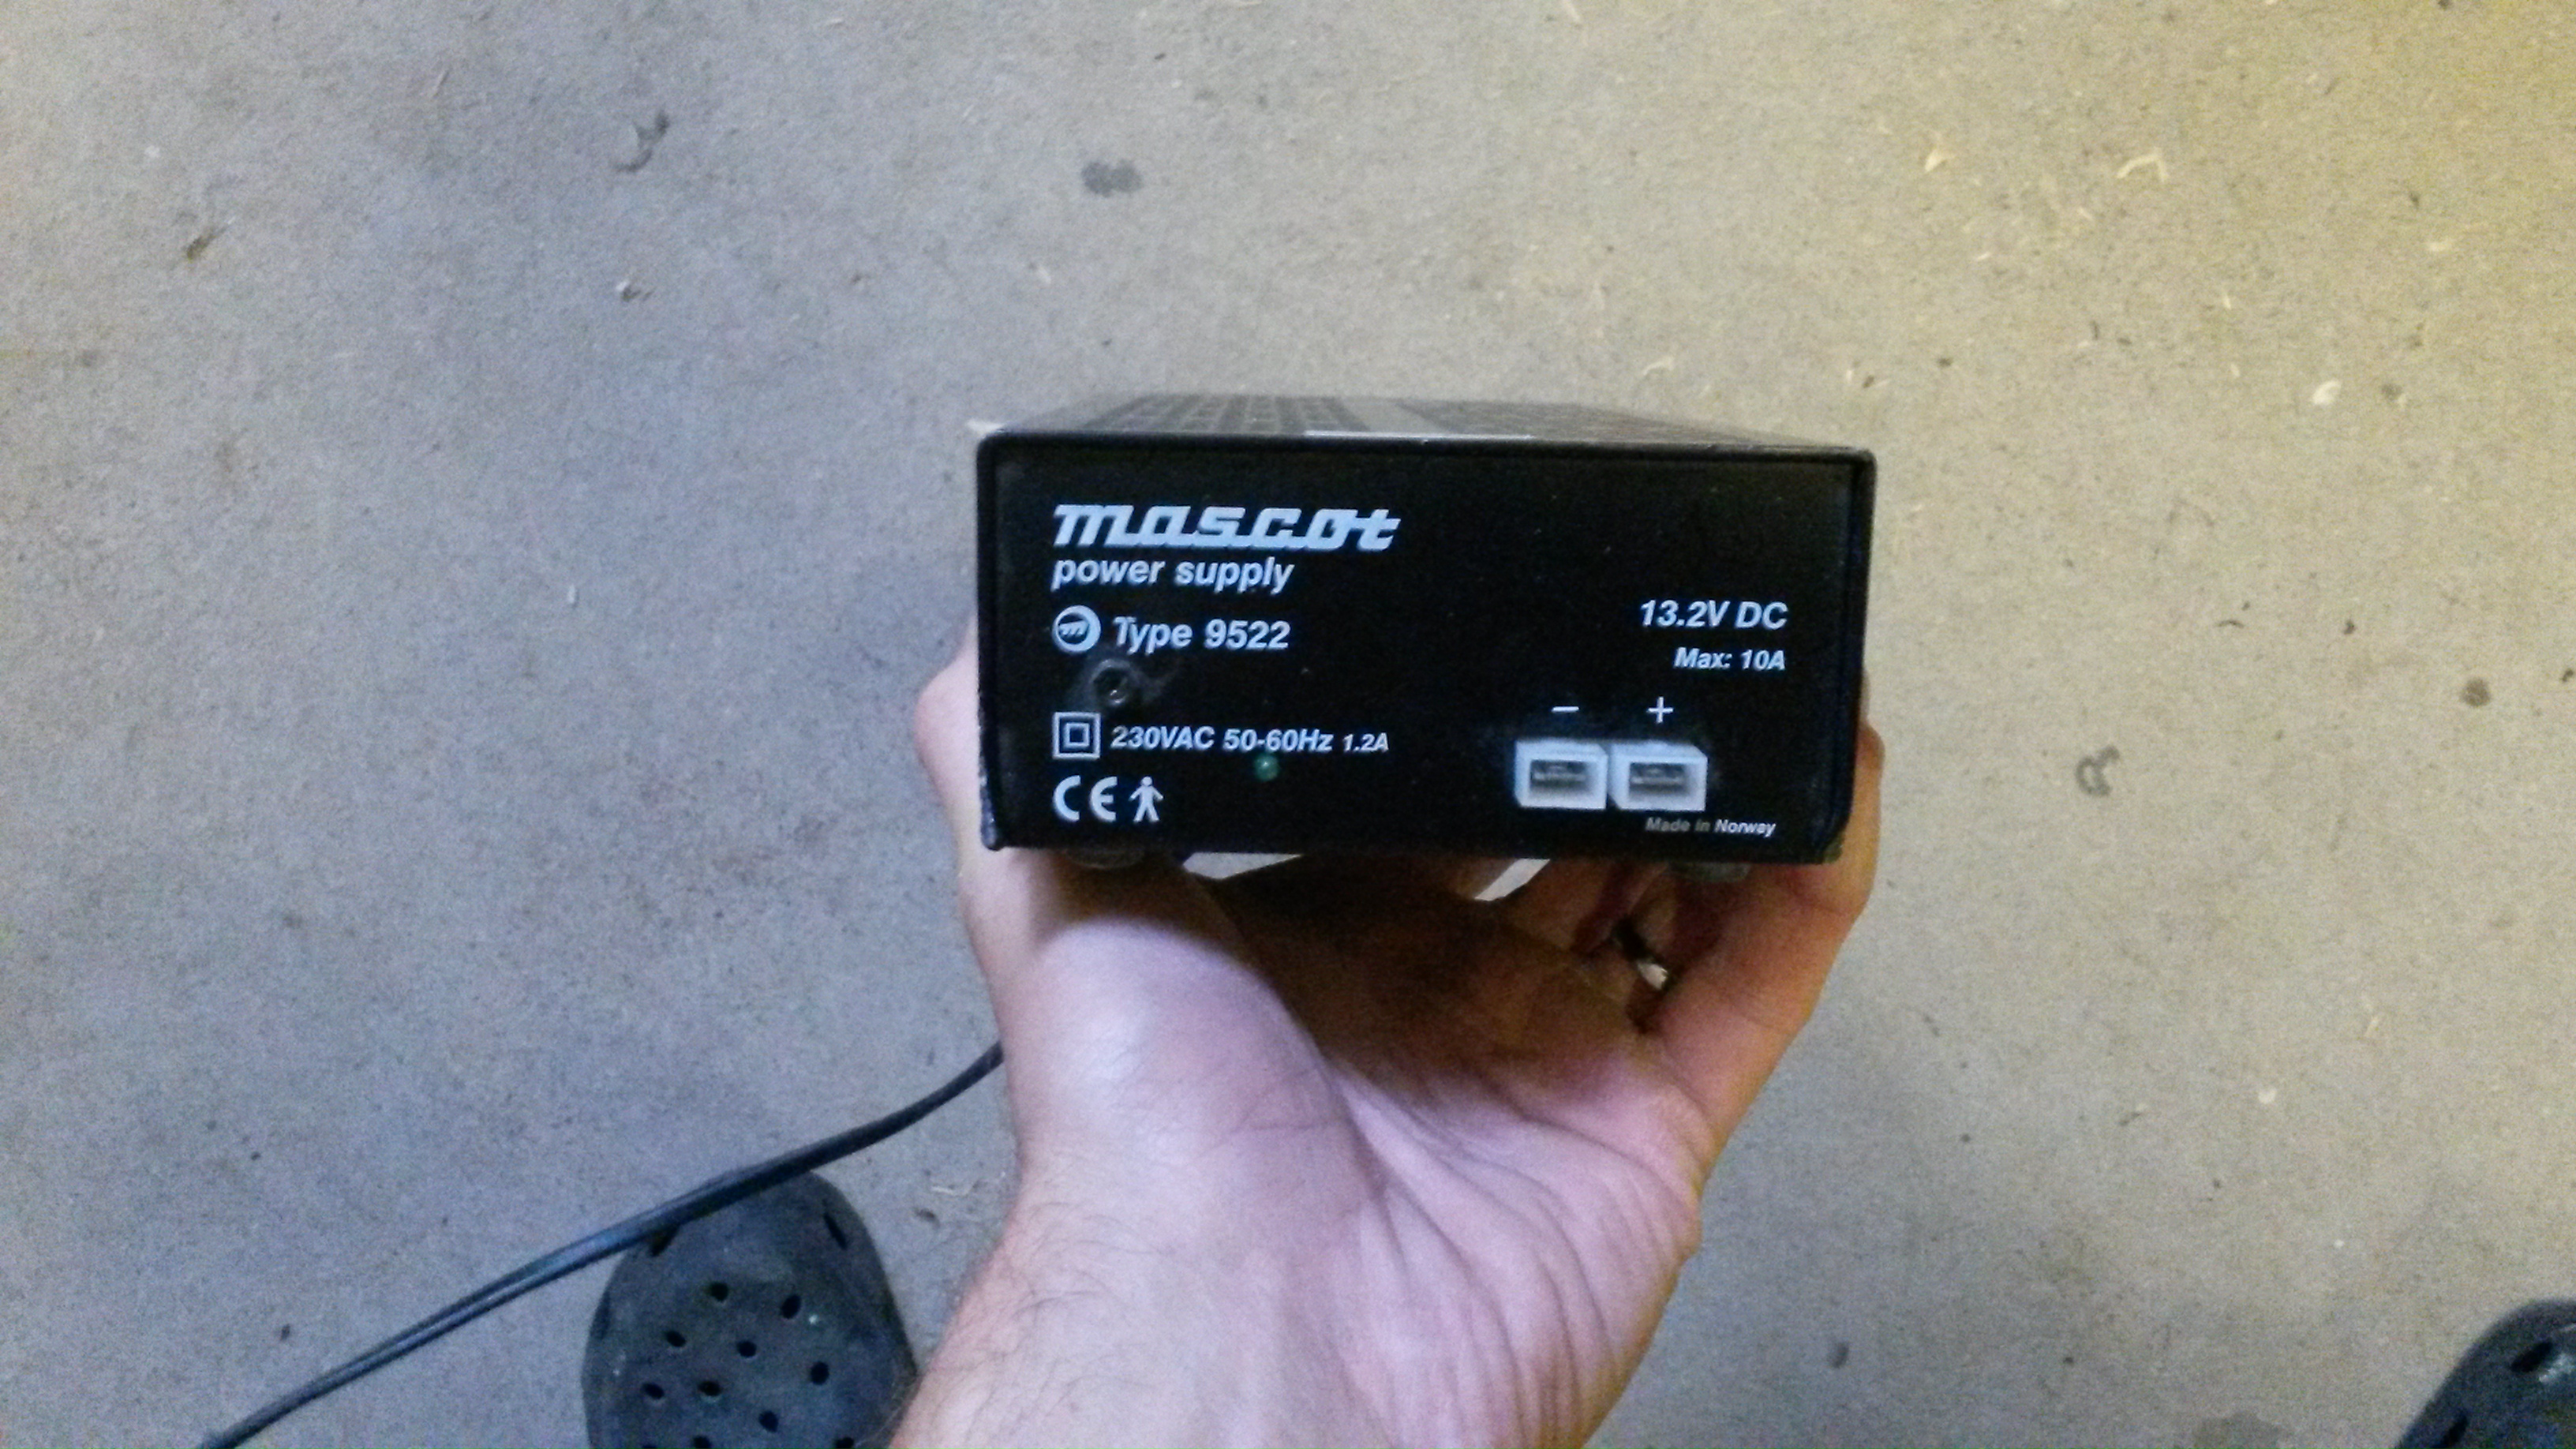 mascot
power supply
Type 9522
13.2V DC
Max: 10A
- +
230VAC 50-60Hz 1.2A
CE
Made in Norway